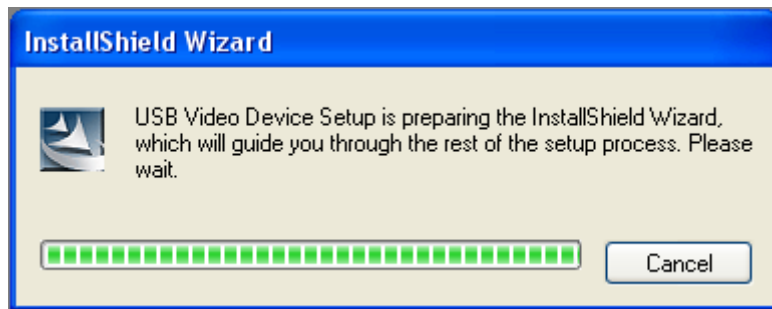 InstallShield Wizard
USB Video Device Setup is preparing the InstallShield Wizard,
which will guide you through the rest of the setup process. Please
wait.
Cancel